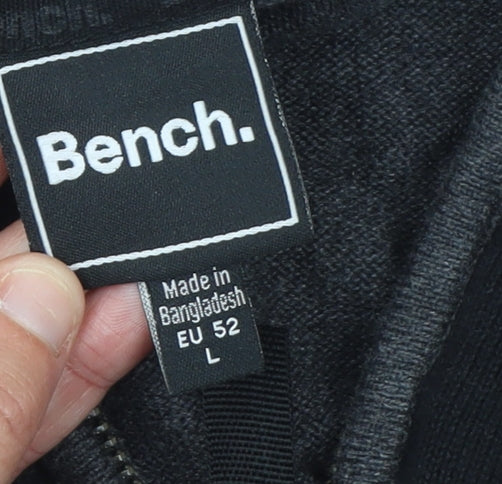 Bench.
Made in
Bangladesh
EU 52
L